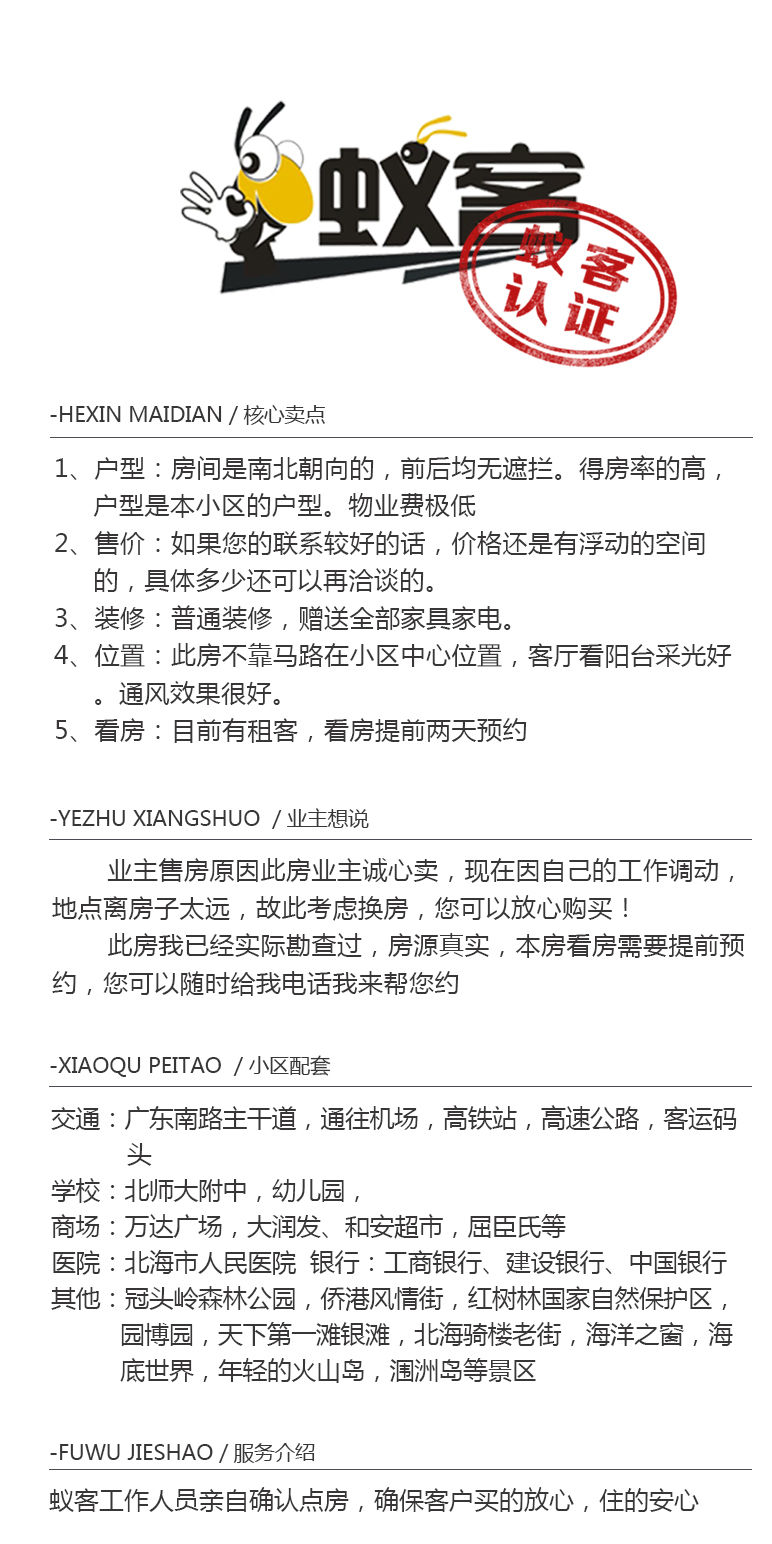 蚁客
蚁客
认证
-HEXIN MAIDIAN / 核心卖点
1、户型：房间是南北朝向的，前后均无遮拦。得房率的高，
户型是本小区的户型。物业费极低
2、售价：如果您的联系较好的话，价格还是有浮动的空间
的，具体多少还可以再洽谈的。
3、装修：普通装修，赠送全部家具家电。
4、位置：此房不靠马路在小区中心位置，客厅看阳台采光好
。通风效果很好。
5、看房：目前有租客，看房提前两天预约
-YEZHU XIANGSHUO / 业主想说
业主售房原因此房业主诚心卖，现在因自己的工作调动，
地点离房子太远，故此考虑换房，您可以放心购买！
此房我已经实际勘查过，房源真实，本房看房需要提前预
约，您可以随时给我电话我来帮您约
-XIAOQU PEITAO / 小区配套
交通：广东南路主干道，通往机场，高铁站，高速公路，客运码
头
学校：北师大附中，幼儿园，
商场：万达广场，大润发、和安超市，屈臣氏等
医院：北海市人民医院 银行：工商银行、建设银行、中国银行
其他：冠头岭森林公园，侨港风情街，红树林国家自然保护区，
园博园，天下第一滩银滩，北海骑楼老街，海洋之窗，海
底世界，年轻的火山岛，涠洲岛等景区
-FUWU JIESHAO / 服务介绍
蚁客工作人员亲自确认点房，确保客户买的放心，住的安心